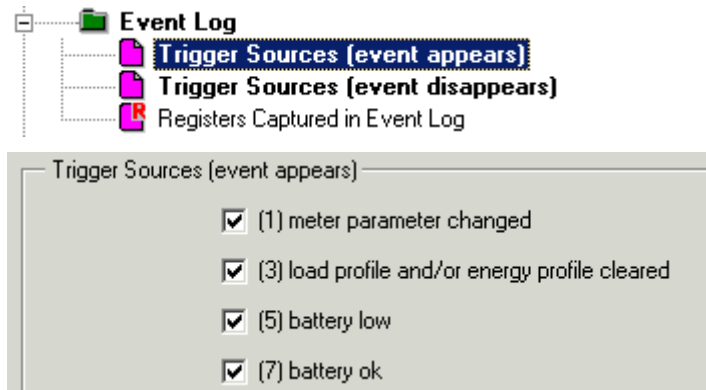 Event Log
Trigger Sources (event appears)
Trigger Sources (event disappears)
R Registers Captured in Event Log
Trigger Sources (event appears)
(1) meter parameter changed
(3) load profile and/or energy profile cleared
(5) battery low
(7) battery ok